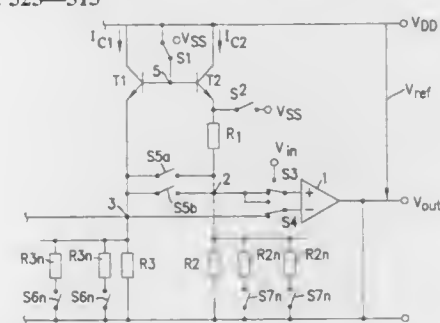 I_C1 V_SS I_C2 V_DD
S1
T1 5 T2
S2 V_SS V_ref
R1
S5a V_in
S3 1
S5b 2 + V_out
3 − S4
R3n R3n R3 R2 R2n R2n
S6n S6n S7n S7n